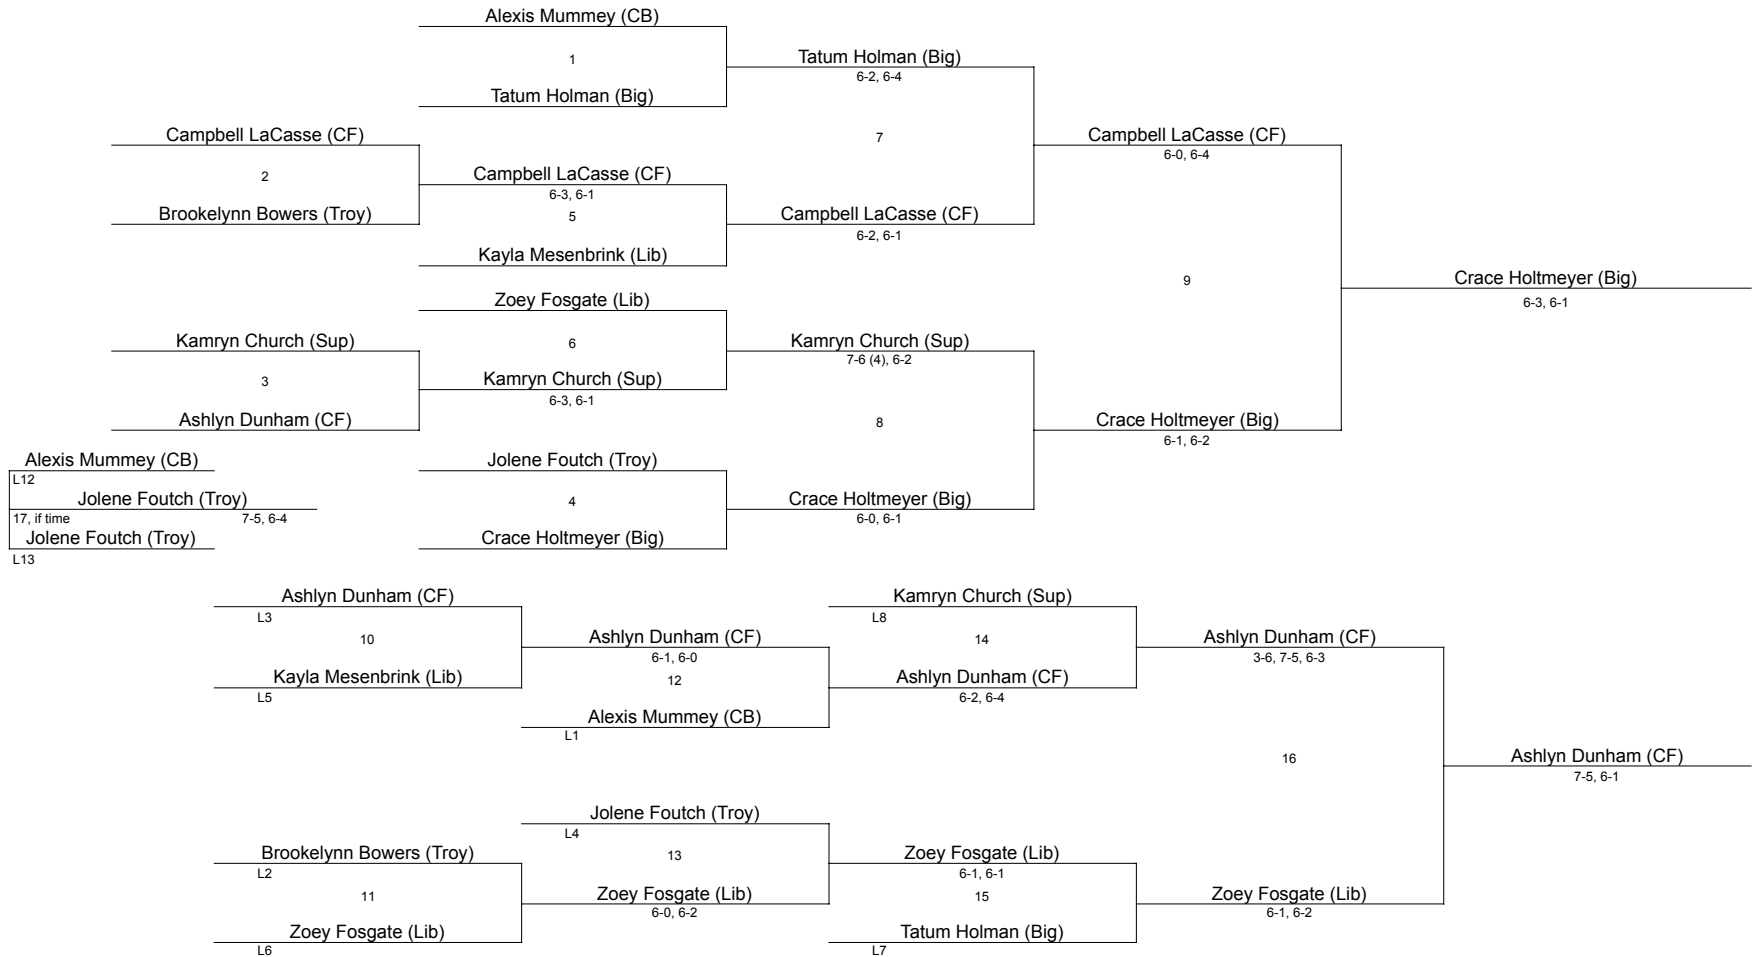 Alexis Mummey (CB)
1
Tatum Holman (Big)
6-2, 6-4
Tatum Holman (Big)
Campbell LaCasse (CF)
7
Campbell LaCasse (CF)
6-0, 6-4
2
Campbell LaCasse (CF)
6-3, 6-1
Brookelynn Bowers (Troy)
5
Campbell LaCasse (CF)
6-2, 6-1
Kayla Mesenbrink (Lib)
9
Crace Holtmeyer (Big)
6-3, 6-1
Zoey Fosgate (Lib)
Kamryn Church (Sup)
6
Kamryn Church (Sup)
7-6 (4), 6-2
3
Kamryn Church (Sup)
6-3, 6-1
Ashlyn Dunham (CF)
8
Crace Holtmeyer (Big)
6-1, 6-2
Alexis Mummey (CB)
L12
Jolene Foutch (Troy)
Jolene Foutch (Troy)
17, if time
7-5, 6-4
4
Crace Holtmeyer (Big)
6-0, 6-1
Jolene Foutch (Troy)
L13
Crace Holtmeyer (Big)
Ashlyn Dunham (CF)
L3
Kamryn Church (Sup)
L8
10
Ashlyn Dunham (CF)
6-1, 6-0
14
Ashlyn Dunham (CF)
3-6, 7-5, 6-3
Kayla Mesenbrink (Lib)
L5
12
Ashlyn Dunham (CF)
6-2, 6-4
Alexis Mummey (CB)
L1
16
Ashlyn Dunham (CF)
7-5, 6-1
Jolene Foutch (Troy)
L4
Brookelynn Bowers (Troy)
L2
13
Zoey Fosgate (Lib)
6-1, 6-1
11
Zoey Fosgate (Lib)
6-0, 6-2
15
Zoey Fosgate (Lib)
6-1, 6-2
Zoey Fosgate (Lib)
L6
Tatum Holman (Big)
L7